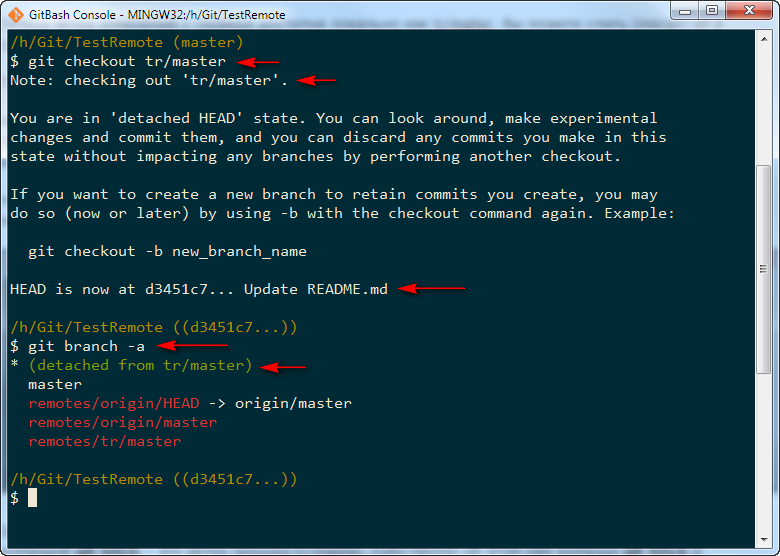 GitBash Console - MINGW32:/h/Git/TestRemote
/h/Git/TestRemote (master)
$ git checkout tr/master
Note: checking out 'tr/master'.
You are in 'detached HEAD' state. You can look around, make experimental
changes and commit them, and you can discard any commits you make in this
state without impacting any branches by performing another checkout.
If you want to create a new branch to retain commits you create, you may
do so (now or later) by using -b with the checkout command again. Example:
git checkout -b new_branch_name
HEAD is now at d3451c7... Update README.md
/h/Git/TestRemote ((d3451c7...))
$ git branch -a
* (detached from tr/master)
master
remotes/origin/HEAD -> origin/master
remotes/origin/master
remotes/tr/master
/h/Git/TestRemote ((d3451c7...))
$